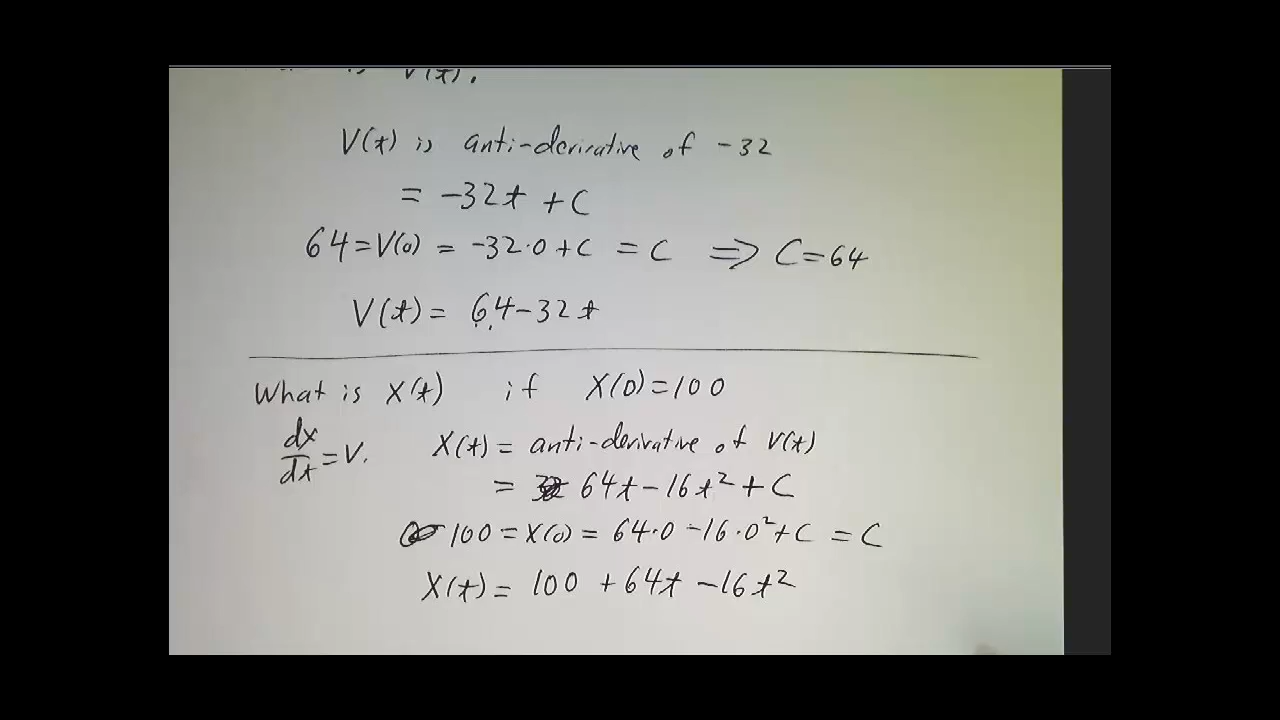 V(t).
V(t) is anti-derivative of -32
= -32t + C
64 = V(0) = -32·0 + C = C ⇒ C = 64
V(t) = 64 - 32t
What is X(t) if X(0) = 100
dx/dt = V. X(t) = anti-derivative of V(t)
= 64t - 16t² + C
100 = X(0) = 64·0 - 16·0² + C = C
X(t) = 100 + 64t - 16t²